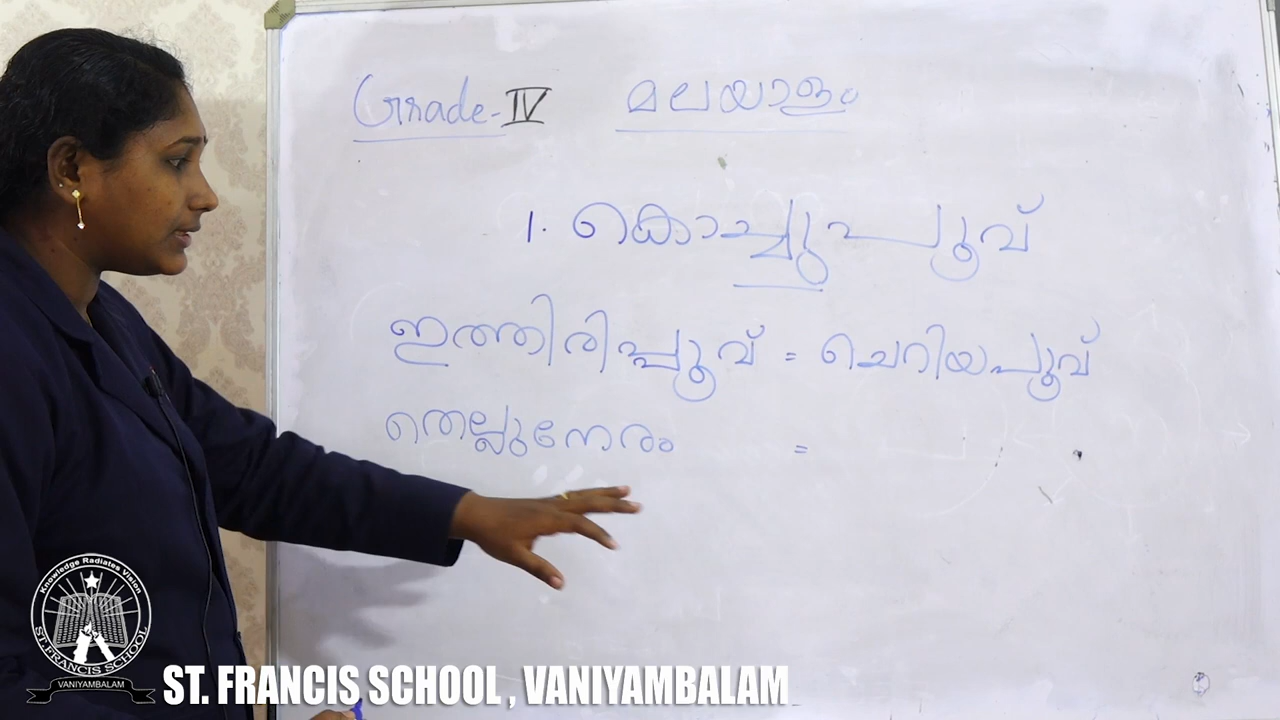 Grade-IV മലയാളം
1. കൊച്ചുപൂവ്
ഇത്തിരിപ്പൂവ് = ചെറിയപൂവ്
തെല്ലുനേരം =
Knowledge Radiates Vision
ST. FRANCIS SCHOOL
VANIYAMBALAM
ST. FRANCIS SCHOOL , VANIYAMBALAM